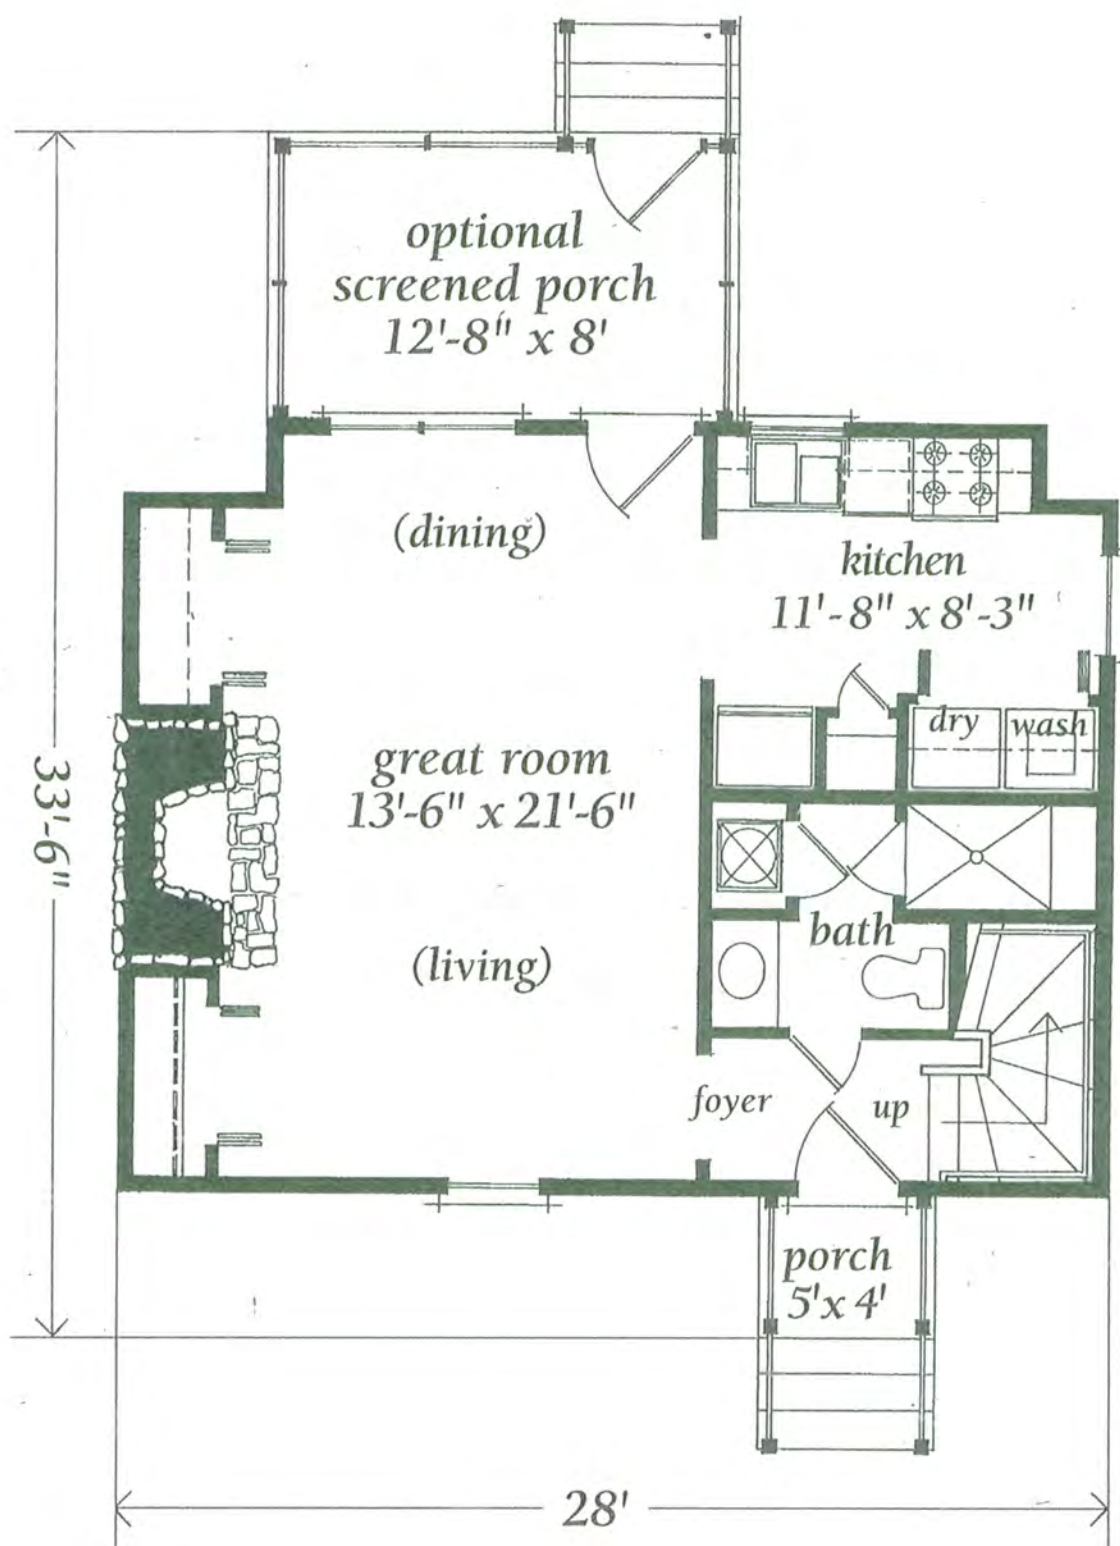 optional
screened porch
12'-8" x 8'
(dining)
kitchen
11'-8" x 8'-3"
dry
wash
great room
13'-6" x 21'-6"
33'-6"
bath
(living)
foyer
up
porch
5'x 4'
28'